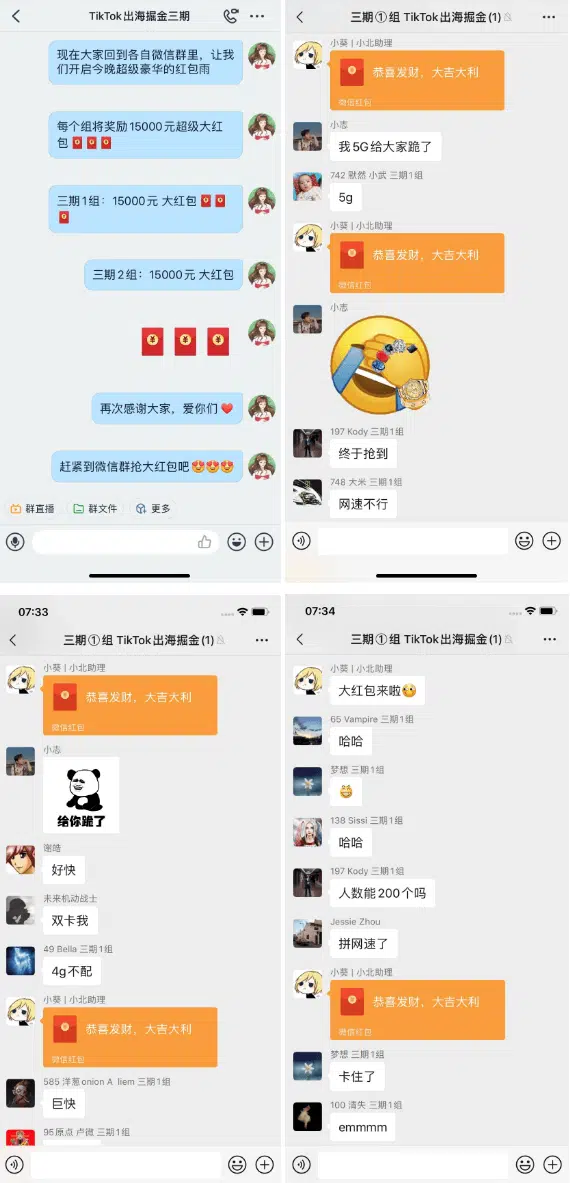 TikTok出海掘金三期
现在大家回到各自微信群里，让我
们开启今晚超级豪华的红包雨
每个组将奖励15000元超级大红
包🧧🧧🧧
三期1组：15000元 大红包🧧🧧
🧧
三期2组：15000元 大红包
再次感谢大家，爱你们❤️
赶紧到微信群抢大红包吧😍😍😍
群直播
群文件
更多
三期①组 TikTok出海掘金(1)
小葵 | 小北助理
恭喜发财，大吉大利
微信红包
小志
我5G给大家跪了
742 默然 小武 三期1组
5g
小葵 | 小北助理
恭喜发财，大吉大利
微信红包
小志
197 Kody 三期1组
终于抢到
748 大米 三期1组
网速不行
07:33
三期①组 TikTok出海掘金(1)
小葵 | 小北助理
恭喜发财，大吉大利
微信红包
小志
给你跪了
谢皓
好快
未来机动战士
双卡我
49 Bella 三期1组
4g不配
小葵 | 小北助理
恭喜发财，大吉大利
微信红包
585 洋葱onion A liem 三期1组
巨快
95原点 卢微 三期1组
07:34
三期①组 TikTok出海掘金(1)
小葵 | 小北助理
大红包来啦
65 Vampire 三期1组
哈哈
梦想 三期1组
138 Sissi 三期1组
哈哈
197 Kody 三期1组
人数能200个吗
Jessie Zhou
拼网速了
小葵 | 小北助理
恭喜发财，大吉大利
微信红包
梦想 三期1组
卡住了
100 清失 三期1组
emmmm